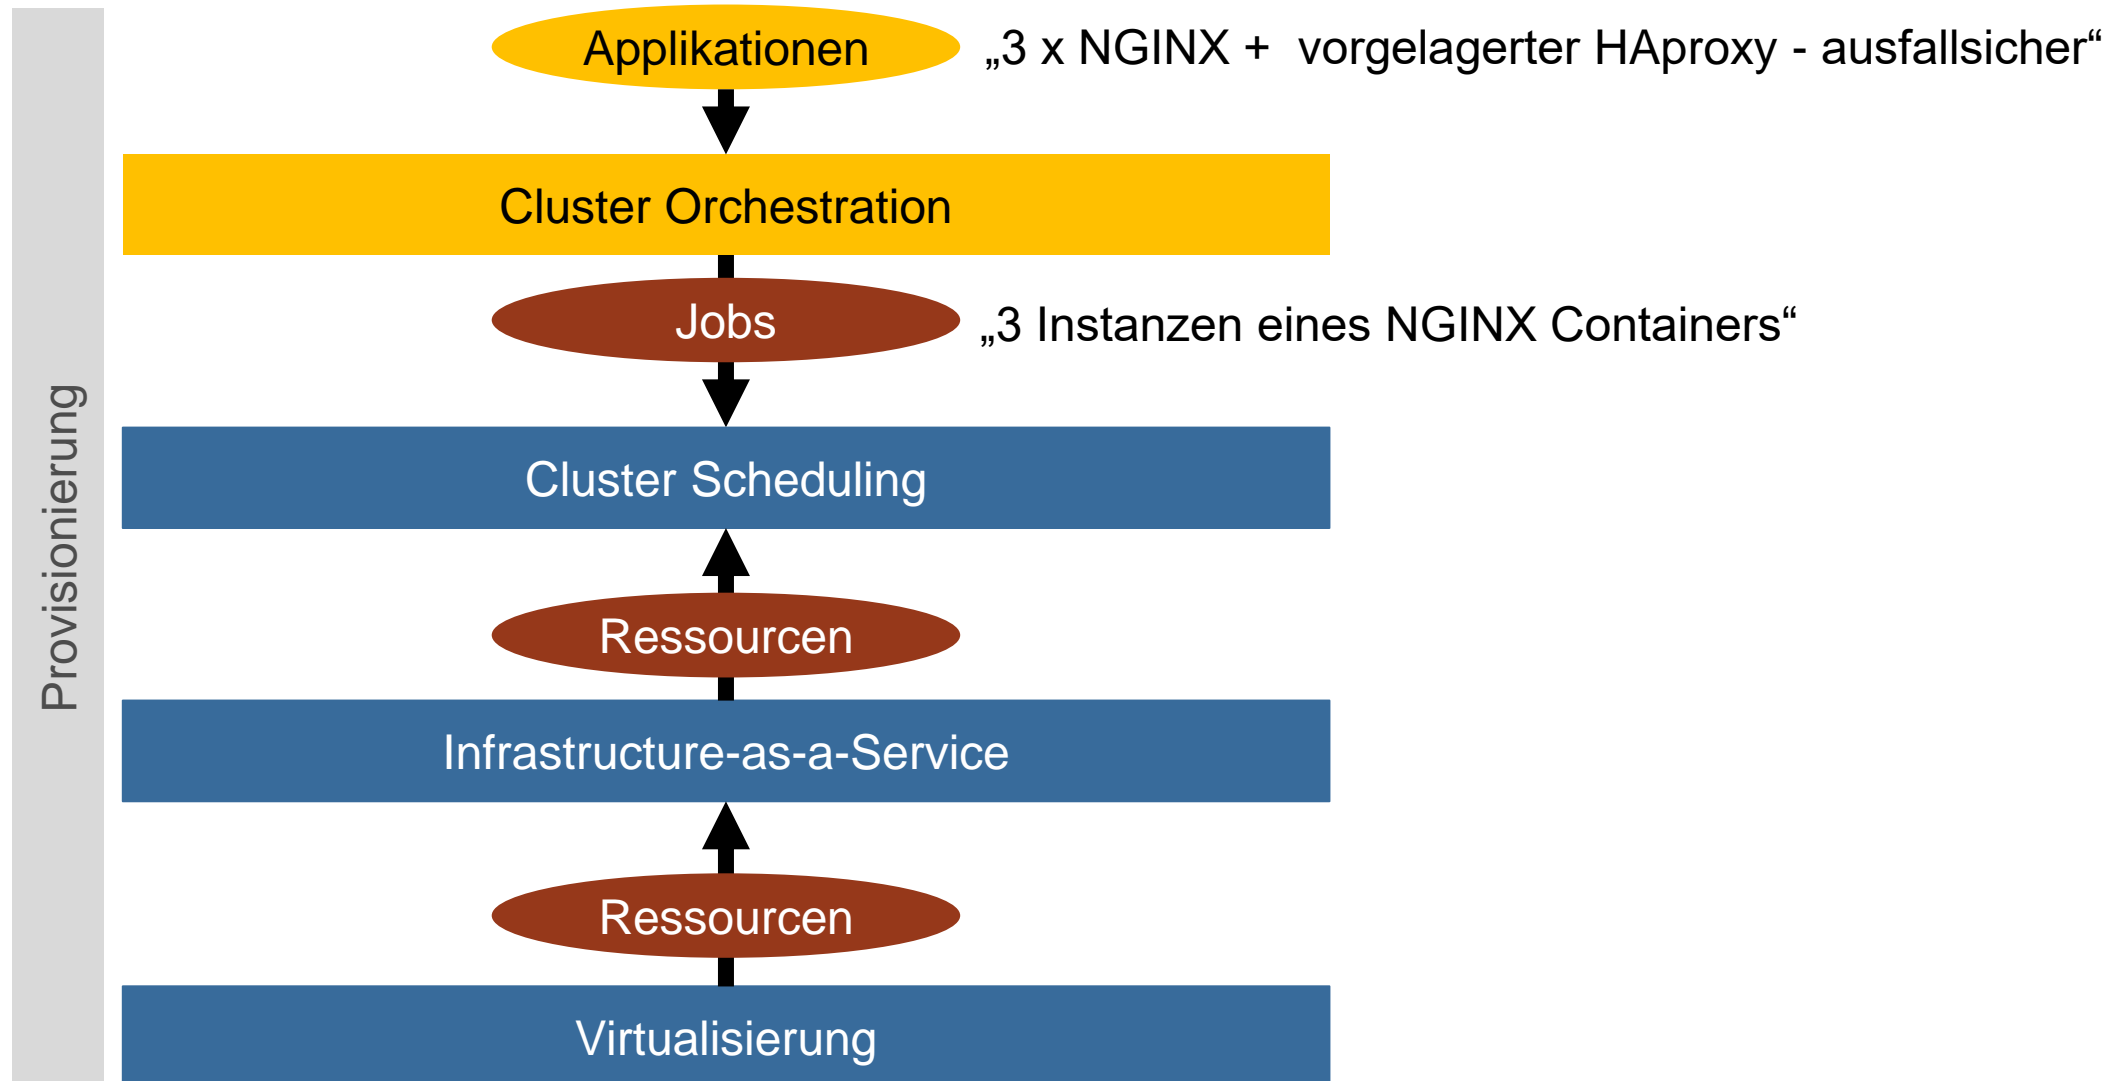 Applikationen
„3 x NGINX +  vorgelagerter HAproxy - ausfallsicher“
Cluster Orchestration
Jobs
„3 Instanzen eines NGINX Containers“
Cluster Scheduling
Provisionierung
Ressourcen
Infrastructure-as-a-Service
Ressourcen
Virtualisierung